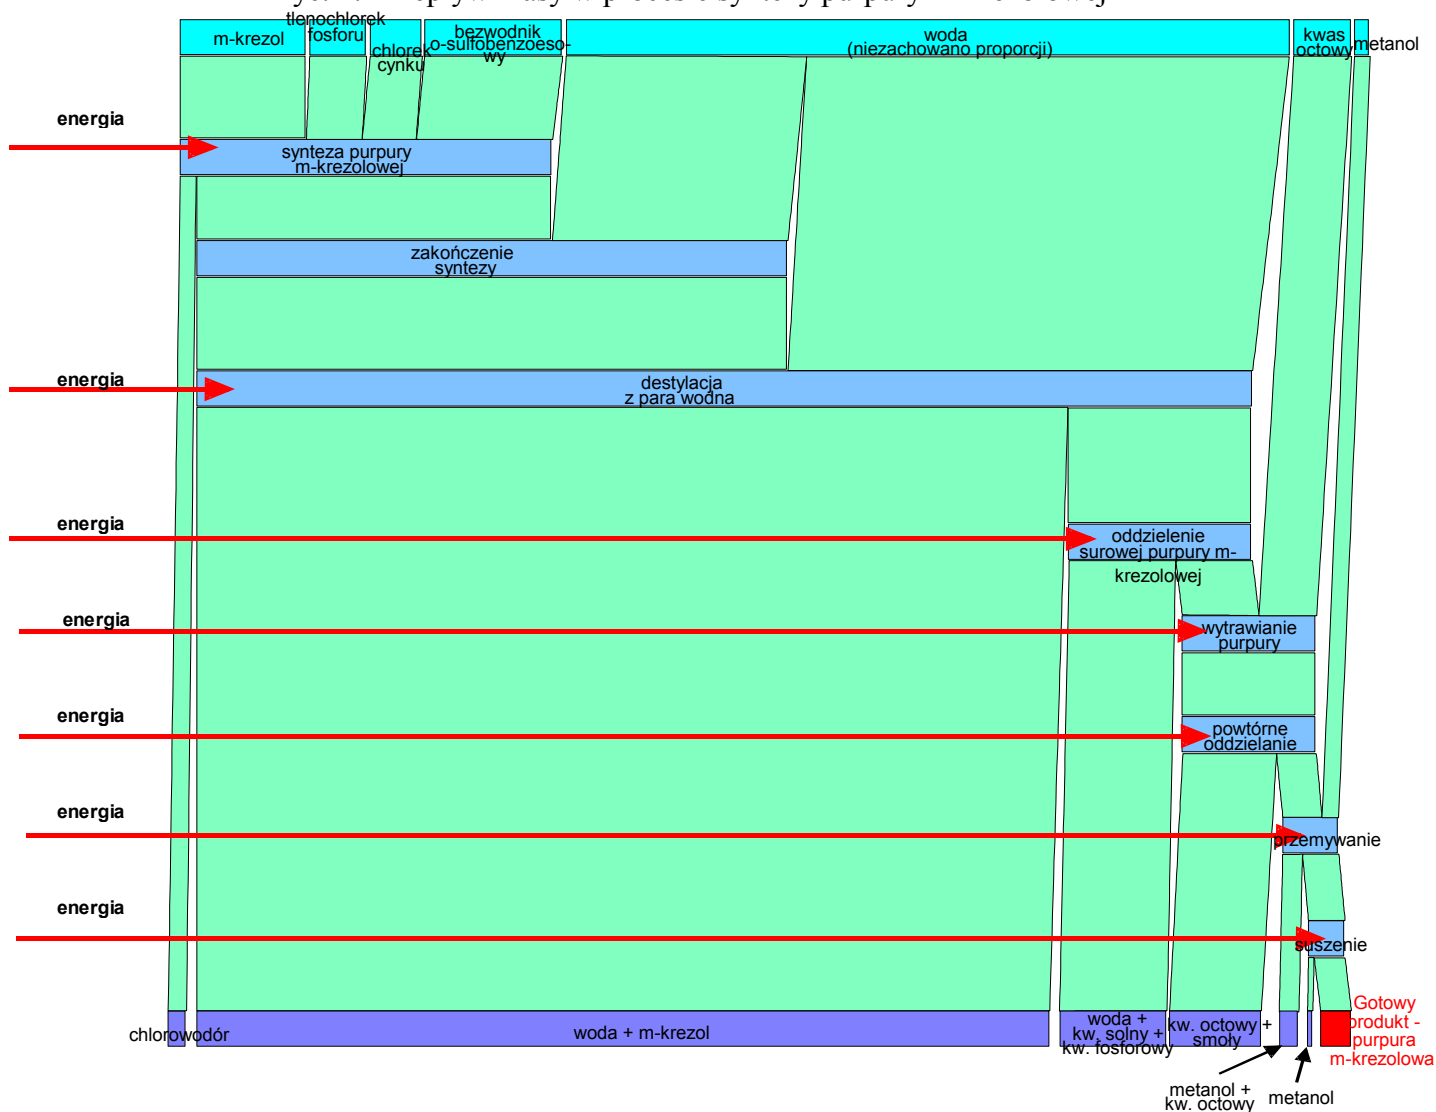 m-krezol
tlenochlorek
fosforu
chlorek
cynku
bezwodnik
o-sulfobenzoeso-
wy
woda
(niezachowano proporcji)
kwas
octowy
metanol
energia
synteza purpury
m-krezolowej
zakończenie
syntezy
energia
destylacja
z para wodna
energia
oddzielenie
surowej purpury m-
krezolowej
energia
wytrawianie
purpury
energia
powtórne
oddzielanie
energia
przemywanie
energia
suszenie
chlorowodór
woda + m-krezol
woda +
kw. solny +
kw. fosforowy
kw. octowy +
smoły
metanol +
kw. octowy
metanol
Gotowy
produkt -
purpura
m-krezolowa